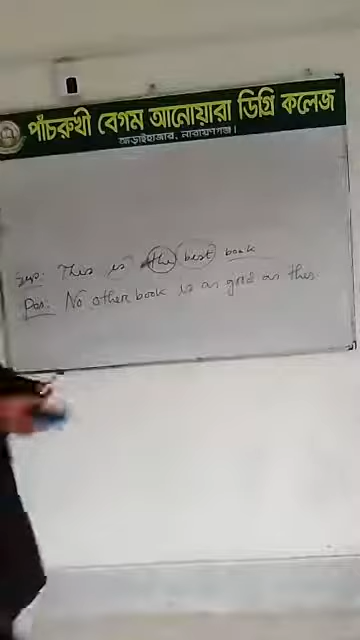 পাঁচরুখী বেগম আনোয়ারা ডিগ্রি কলেজ
আড়াইহাজার, নারায়ণগঞ্জ।
Sup: This is the best book
Pos: No other book is as good as this.